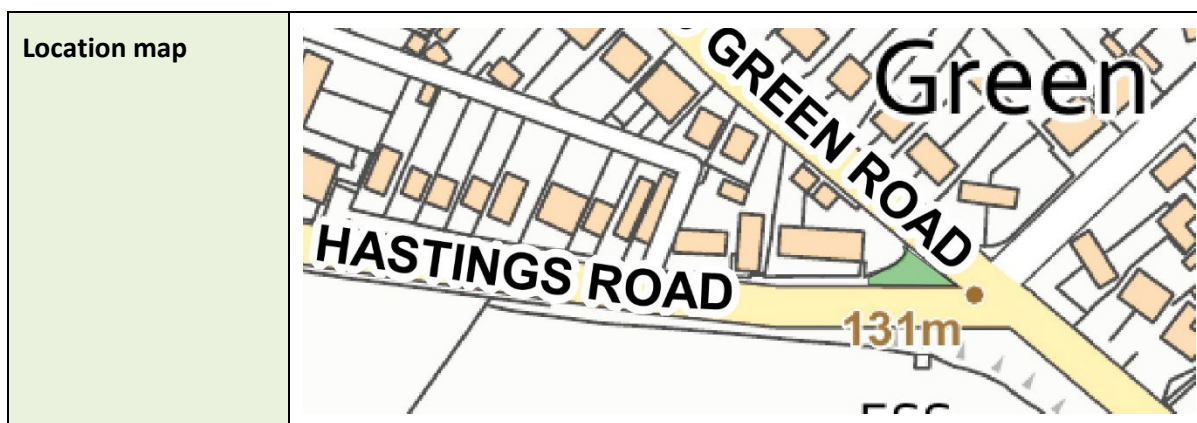 Location map
Green
GREEN ROAD
HASTINGS ROAD
131m